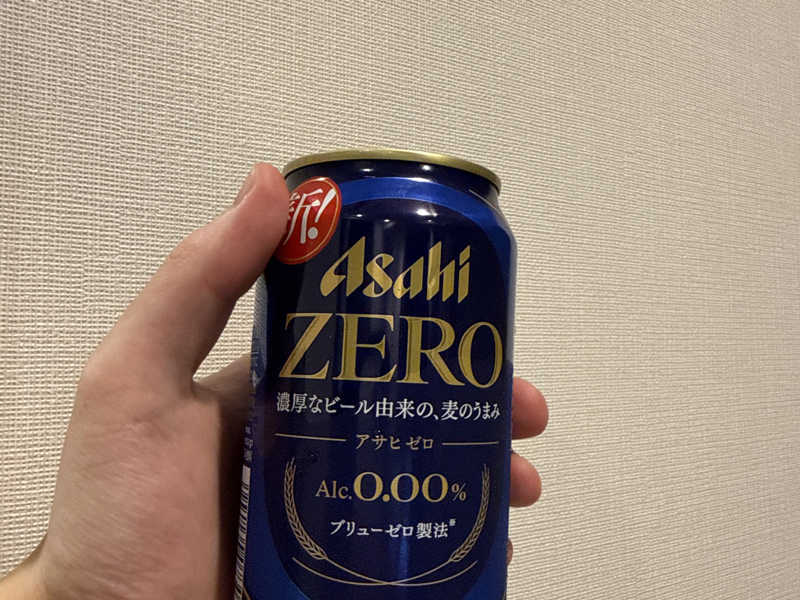 新!
Asahi
ZERO
濃厚なビール由来の、麦のうまみ
アサヒ ゼロ
Alc. 0.00%
ブリューゼロ製法※